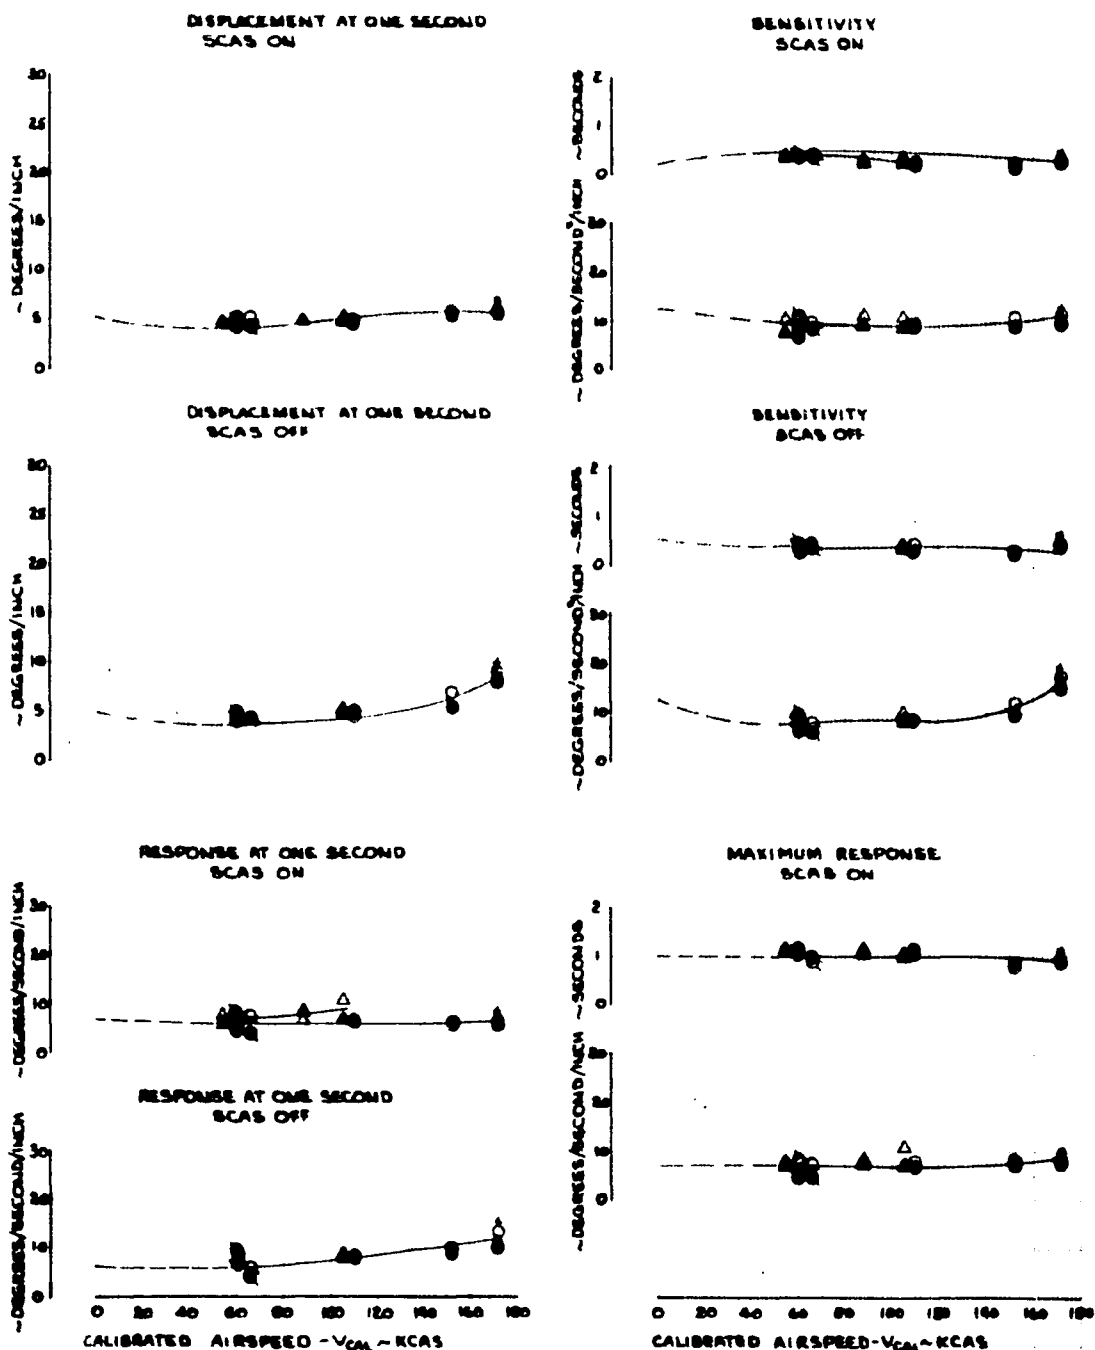 DISPLACEMENT AT ONE SECOND
SCAS ON
~DEGREES/INCH
30
25
20
15
10
5
0
SENSITIVITY
SCAS ON
~SECONDS
2
1
0
~DEGREES/SECOND²/INCH
30
20
10
0
DISPLACEMENT AT ONE SECOND
SCAS OFF
~DEGREES/INCH
30
25
20
15
10
5
0
SENSITIVITY
SCAS OFF
~SECONDS
2
1
0
~DEGREES/SECOND²/INCH
30
20
10
0
RESPONSE AT ONE SECOND
SCAS ON
~DEGREES/SECOND/INCH
30
20
10
0
RESPONSE AT ONE SECOND
SCAS OFF
~DEGREES/SECOND/INCH
30
20
10
0
0 20 40 60 80 100 120 140 160 180
CALIBRATED AIRSPEED - VCAL ~ KCAS
MAXIMUM RESPONSE
SCAS ON
~SECONDS
2
1
0
~DEGREES/SECOND/INCH
30
20
10
0
0 20 40 60 80 100 120 140 160 180
CALIBRATED AIRSPEED - VCAL ~ KCAS